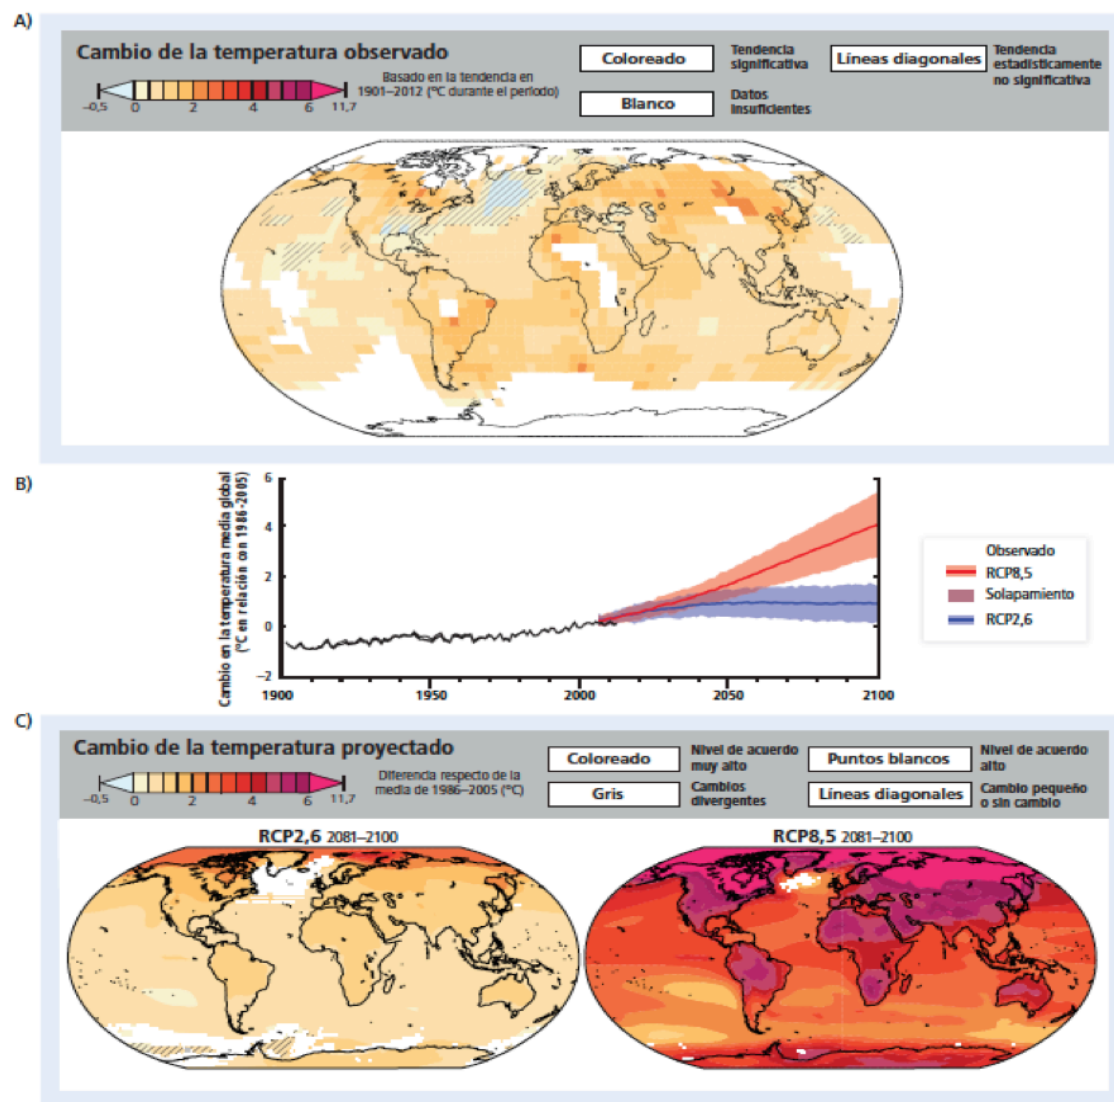 A)
Cambio de la temperatura observado
Basado en la tendencia en
1901–2012 (°C durante el período)
−0,5 0 2 4 6 11,7
Coloreado
Tendencia
significativa
Líneas diagonales
Tendencia
estadísticamente
no significativa
Blanco
Datos
insuficientes
B)
Cambio en la temperatura media global
(°C en relación con 1986-2005)
6
4
2
0
−2
1900 1950 2000 2050 2100
Observado
RCP8,5
Solapamiento
RCP2,6
C)
Cambio de la temperatura proyectado
Diferencia respecto de la
media de 1986–2005 (°C)
−0,5 0 2 4 6 11,7
Coloreado
Nivel de acuerdo
muy alto
Puntos blancos
Nivel de acuerdo
alto
Gris
Cambios
divergentes
Líneas diagonales
Cambio pequeño
o sin cambio
RCP2,6 2081–2100
RCP8,5 2081–2100